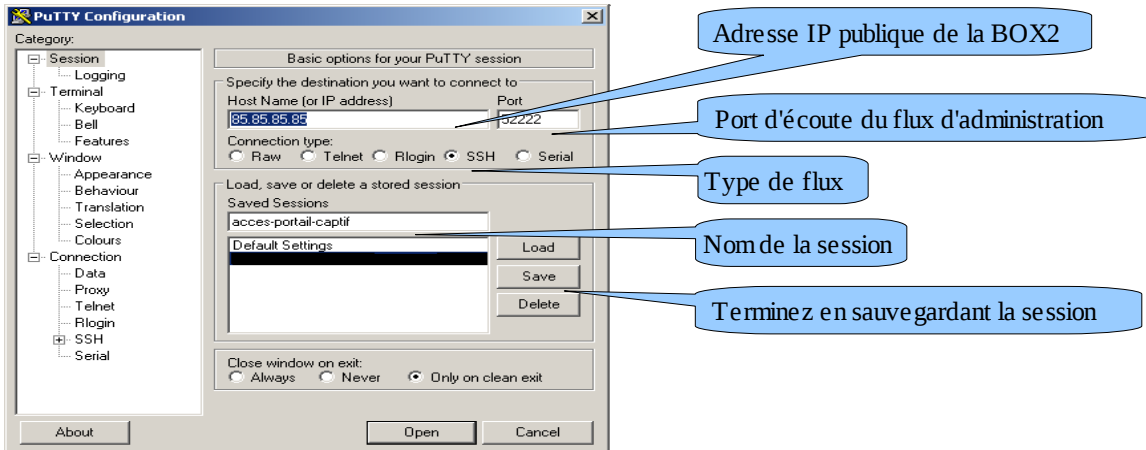 PuTTY Configuration
Category:
Session
Logging
Terminal
Keyboard
Bell
Features
Window
Appearance
Behaviour
Translation
Selection
Colours
Connection
Data
Proxy
Telnet
Rlogin
SSH
Serial
Basic options for your PuTTY session
Specify the destination you want to connect to
Host Name (or IP address) Port
85.85.85.85 52222
Connection type:
Raw Telnet Rlogin SSH Serial
Load, save or delete a stored session
Saved Sessions
acces-portail-captif
Default Settings
Load
Save
Delete
Close window on exit:
Always Never Only on clean exit
About Open Cancel
Adresse IP publique de la BOX2
Port d'écoute du flux d'administration
Type de flux
Nom de la session
Terminez en sauvegardant la session